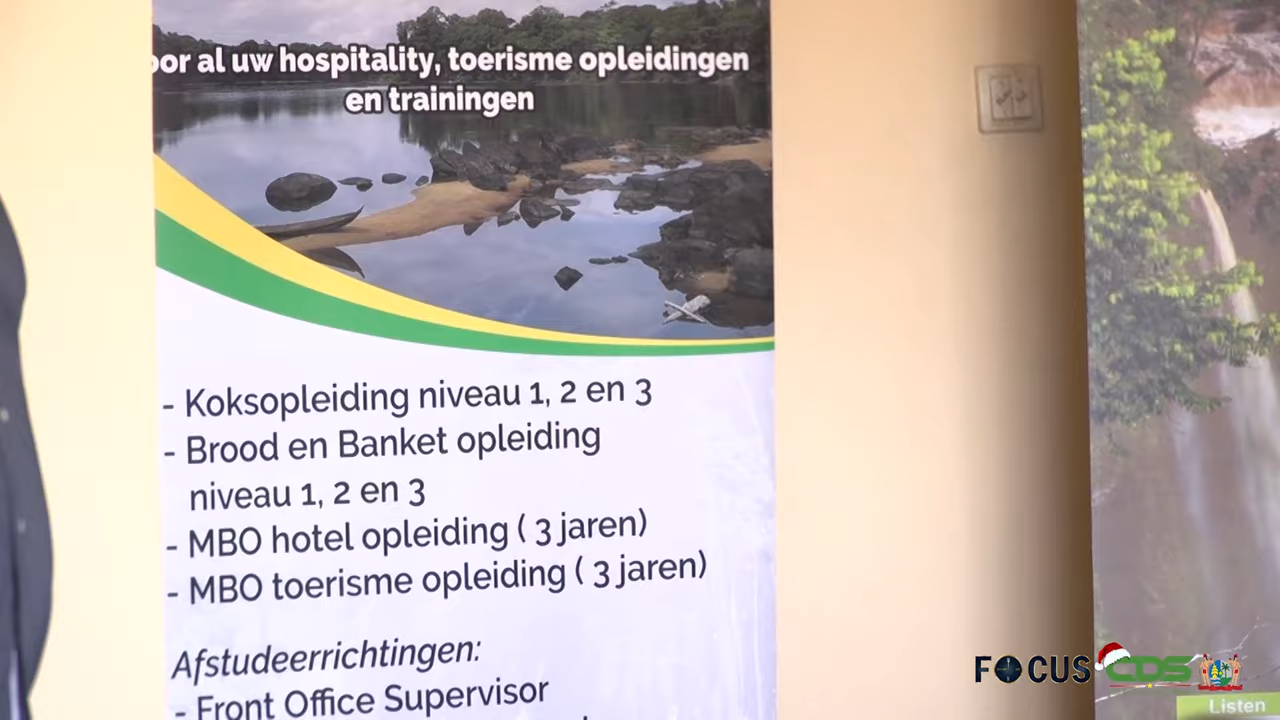 oor al uw hospitality, toerisme opleidingen
en trainingen
- Koksopleiding niveau 1, 2 en 3
- Brood en Banket opleiding
niveau 1, 2 en 3
- MBO hotel opleiding ( 3 jaren)
- MBO toerisme opleiding ( 3 jaren)
Afstudeerrichtingen:
- Front Office Supervisor
FOCUS CDS
Listen